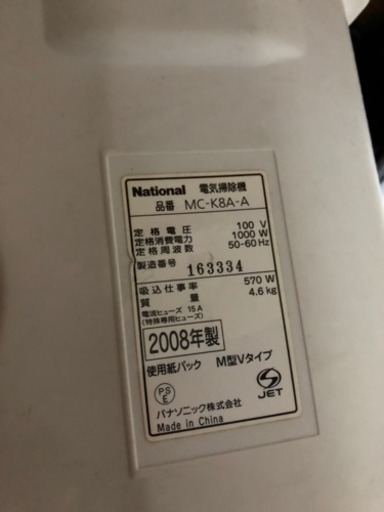 National 電気掃除機
品番 MC-K8A-A
定格電圧 100 V
定格消費電力 1000 W
定格周波数 50-60 Hz
製造番号 163334
吸込仕事率 570 W
質量 4.6 kg
電流ヒューズ 15A
(特殊専用ヒューズ)
2008年製
使用紙パック M型Vタイプ
PS
E
JET
パナソニック株式会社
Made in China